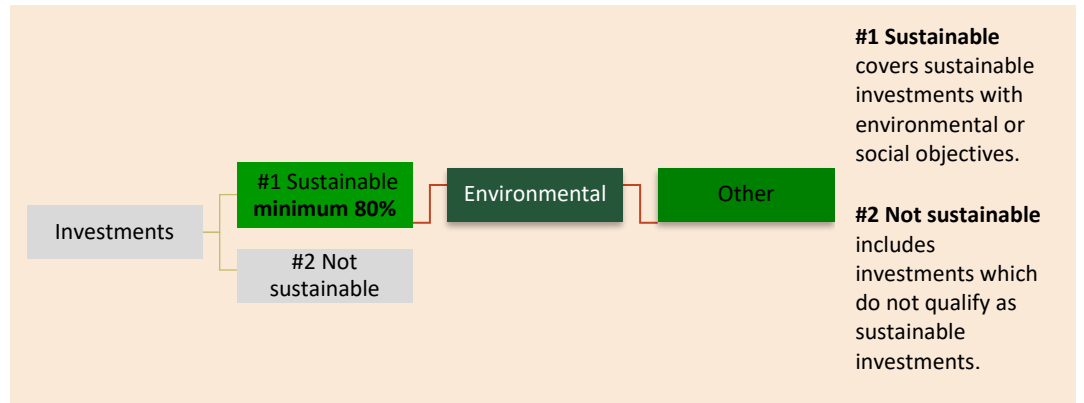 Investments
#1 Sustainable
minimum 80%
#2 Not
sustainable
Environmental
Other
#1 Sustainable
covers sustainable
investments with
environmental or
social objectives.
#2 Not sustainable
includes
investments which
do not qualify as
sustainable
investments.